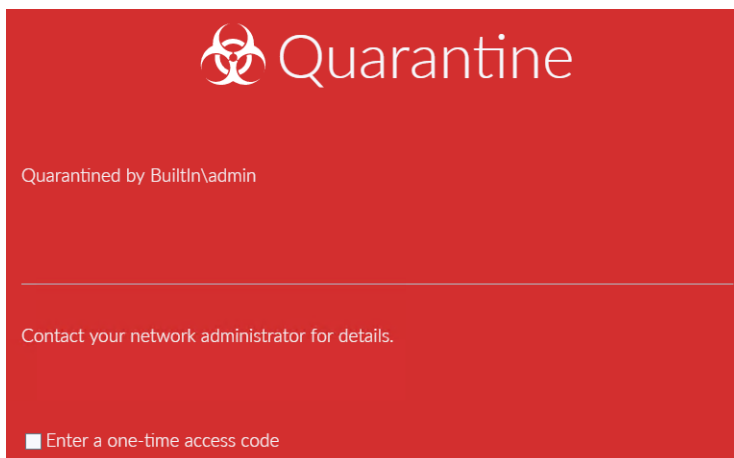 Quarantine
Quarantined by BuiltIn\admin
Contact your network administrator for details.
Enter a one-time access code